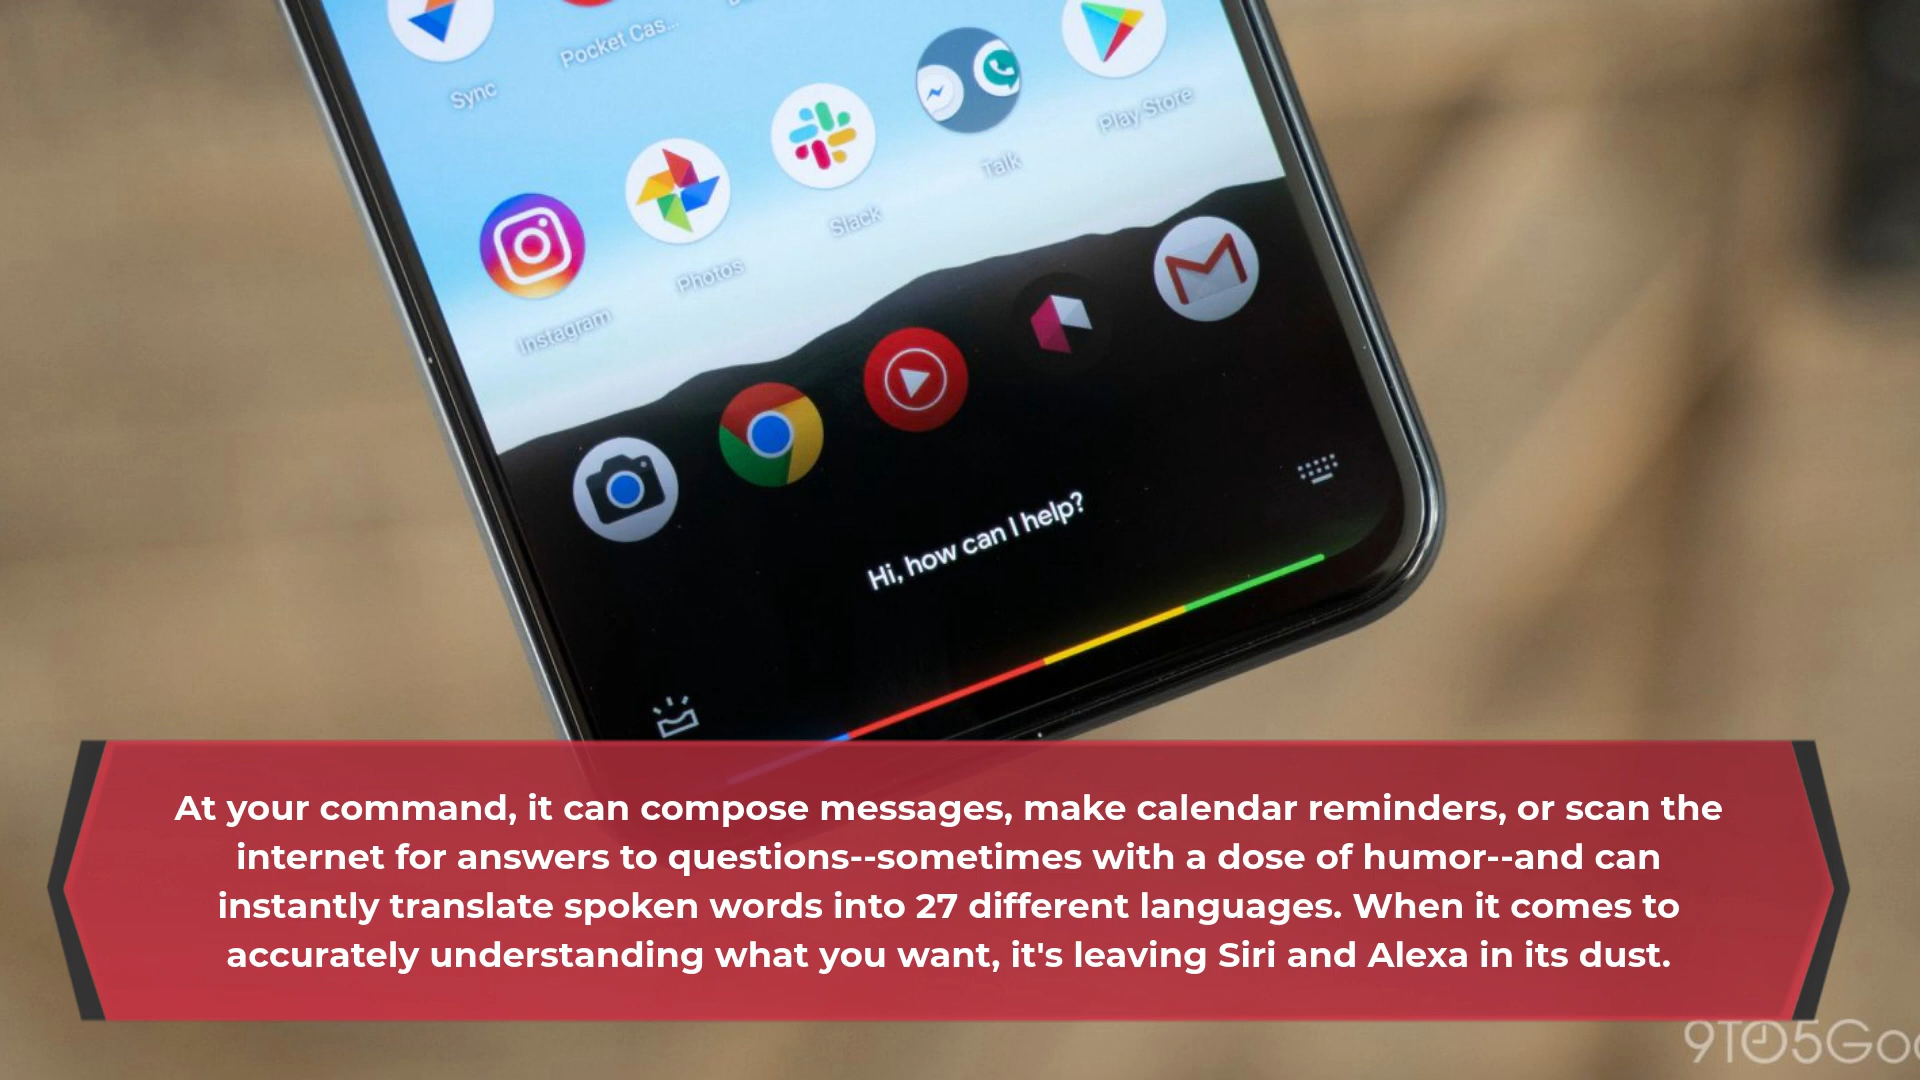 Sync
Pocket Cas...
Play Store
Talk
Slack
Photos
Instagram
Hi, how can I help?
At your command, it can compose messages, make calendar reminders, or scan the
internet for answers to questions--sometimes with a dose of humor--and can
instantly translate spoken words into 27 different languages. When it comes to
accurately understanding what you want, it's leaving Siri and Alexa in its dust.
9TO5Goo